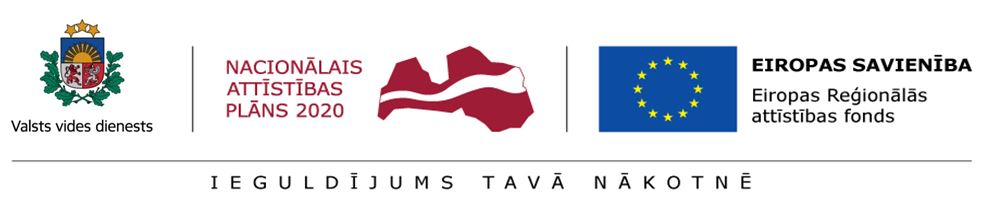 Valsts vides dienests
NACIONĀLAIS
ATTĪSTĪBAS
PLĀNS 2020
EIROPAS SAVIENĪBA
Eiropas Reģionālās
attīstības fonds
IEGULDĪJUMS TAVĀ NĀKOTNĒ